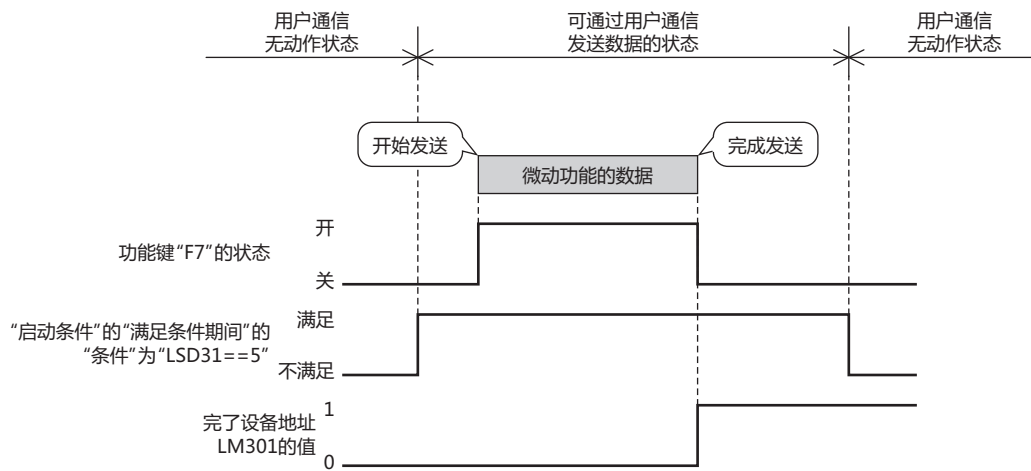 用户通信
无动作状态
可通过用户通信
发送数据的状态
用户通信
无动作状态
开始发送
完成发送
微动功能的数据
功能键“F7”的状态
开
关
“启动条件”的“满足条件期间”的
“条件”为“LSD31==5”
满足
不满足
完了设备地址
LM301的值
1
0